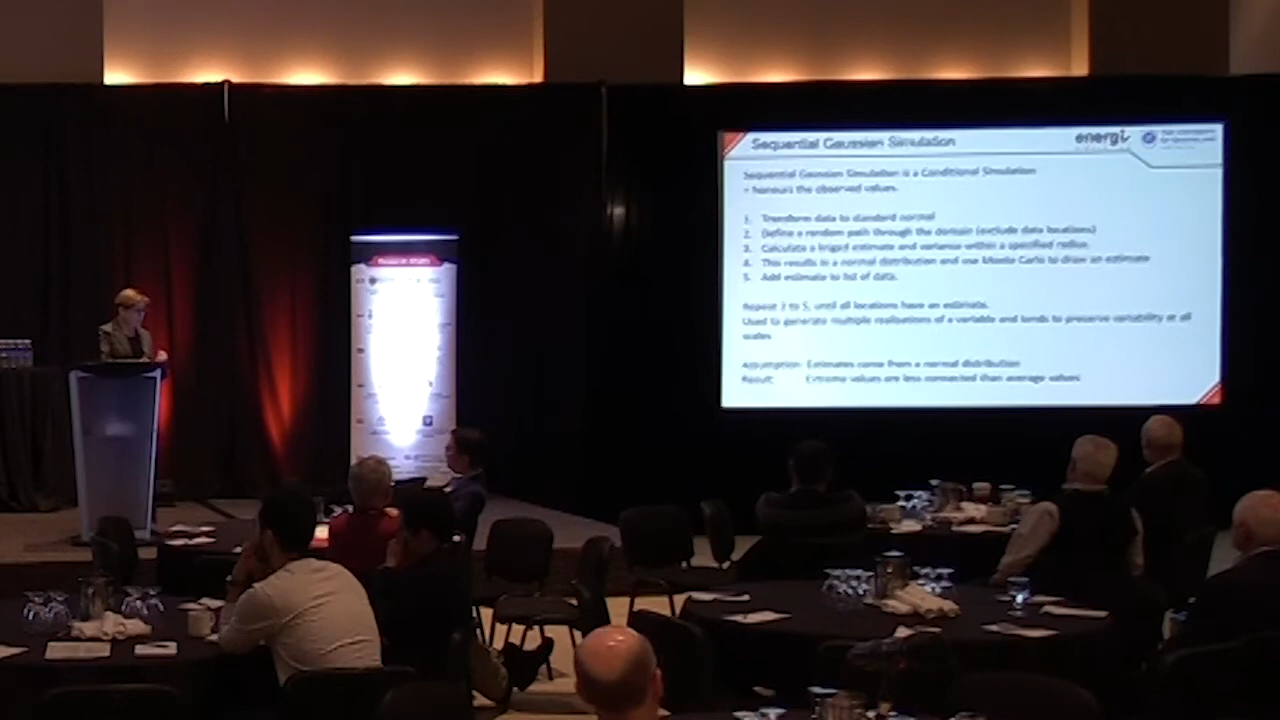 Sequential Gaussian Simulation
energi
THE UNIVERSITY
OF QUEENSLAND
Sequential Gaussian Simulation is a Conditional Simulation
– honours the observed values.
1. Transform data to standard normal
2. Define a random path through the domain (exclude data locations)
3. Calculate a kriged estimate and variance within a specified radius.
4. This results in a normal distribution and use Monte Carlo to draw an estimate
5. Add estimate to list of data.
Repeat 2 to 5, until all locations have an estimate.
Used to generate multiple realisations of a variable and tends to preserve variability at all
scales
Assumption: Estimates come from a normal distribution
Result: Extreme values are less connected than average values